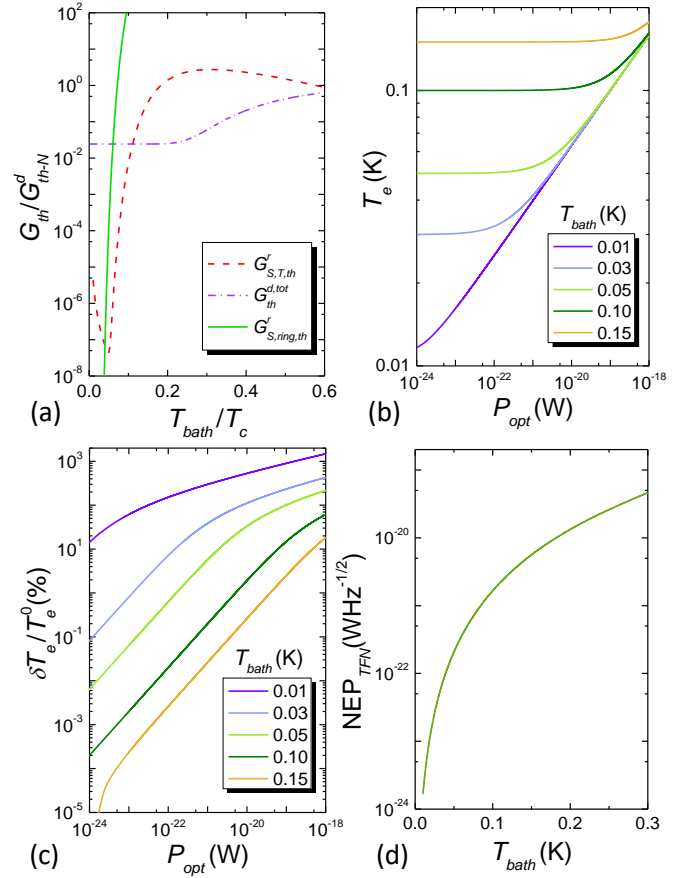 G_th/G^d_th-N
10^2
10^0
10^-2
10^-4
10^-6
10^-8
0.0 0.2 0.4 0.6
T_bath/T_c
G^r_S,T,th
G^d,tot_th
G^r_S,ring,th
(a)
T_e (K)
0.1
0.01
10^-24 10^-22 10^-20 10^-18
P_opt (W)
T_bath (K)
0.01
0.03
0.05
0.10
0.15
(b)
δT_e/T_e^0(%)
10^3
10^1
10^-1
10^-3
10^-5
10^-24 10^-22 10^-20 10^-18
P_opt (W)
T_bath (K)
0.01
0.03
0.05
0.10
0.15
(c)
NEP_TFN(WHz^-1/2)
10^-20
10^-22
10^-24
0.0 0.1 0.2 0.3
T_bath (K)
(d)